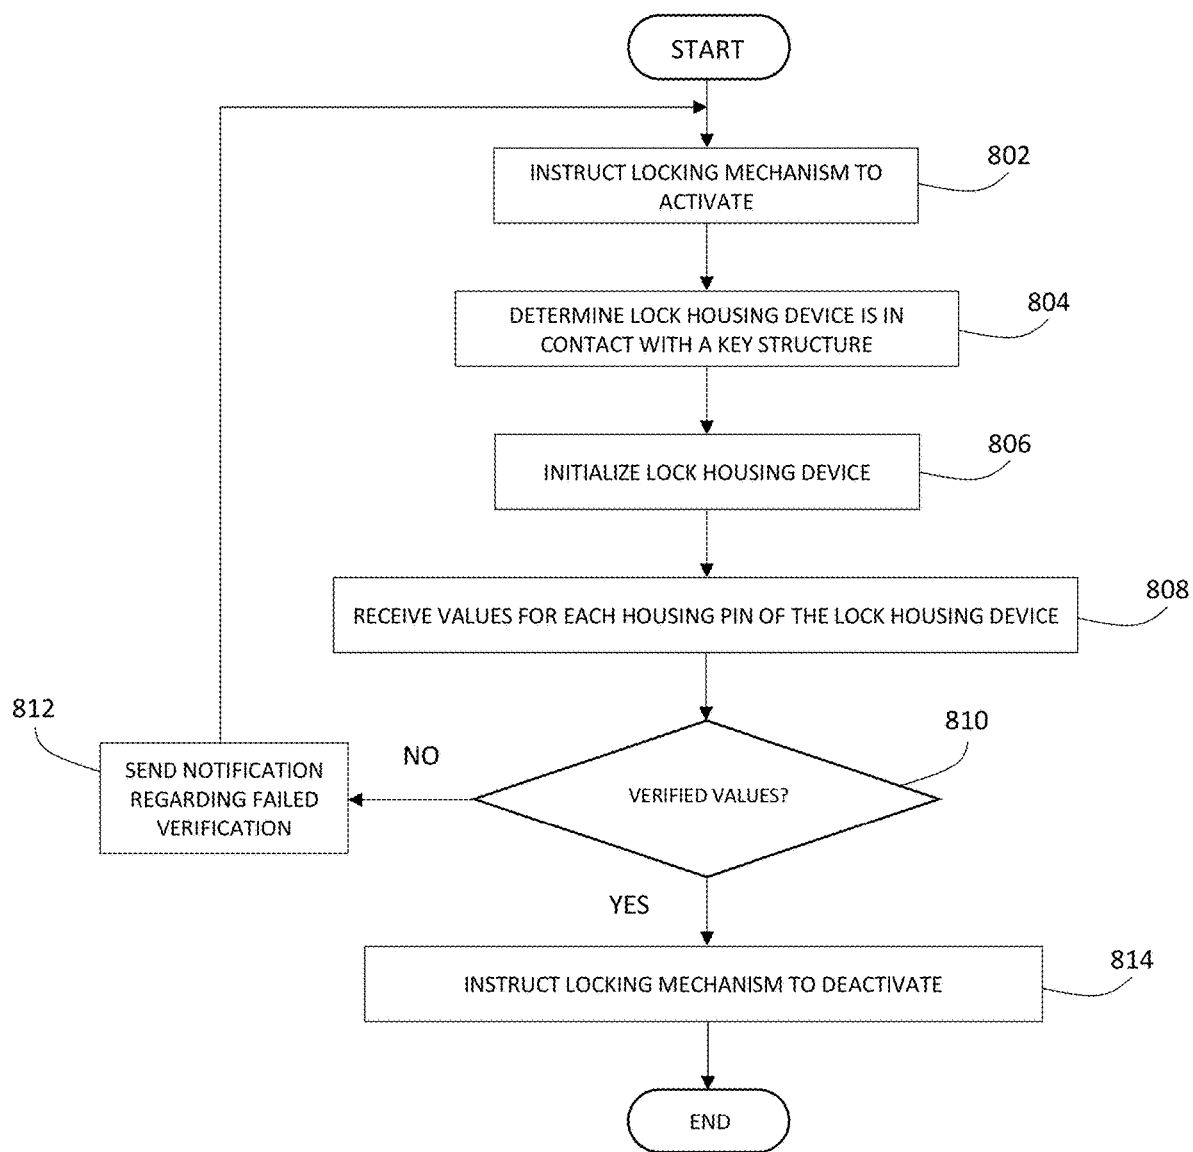 START
802
INSTRUCT LOCKING MECHANISM TO
ACTIVATE
804
DETERMINE LOCK HOUSING DEVICE IS IN
CONTACT WITH A KEY STRUCTURE
806
INITIALIZE LOCK HOUSING DEVICE
808
RECEIVE VALUES FOR EACH HOUSING PIN OF THE LOCK HOUSING DEVICE
812
810
NO
SEND NOTIFICATION
REGARDING FAILED
VERIFICATION
VERIFIED VALUES?
YES
814
INSTRUCT LOCKING MECHANISM TO DEACTIVATE
END